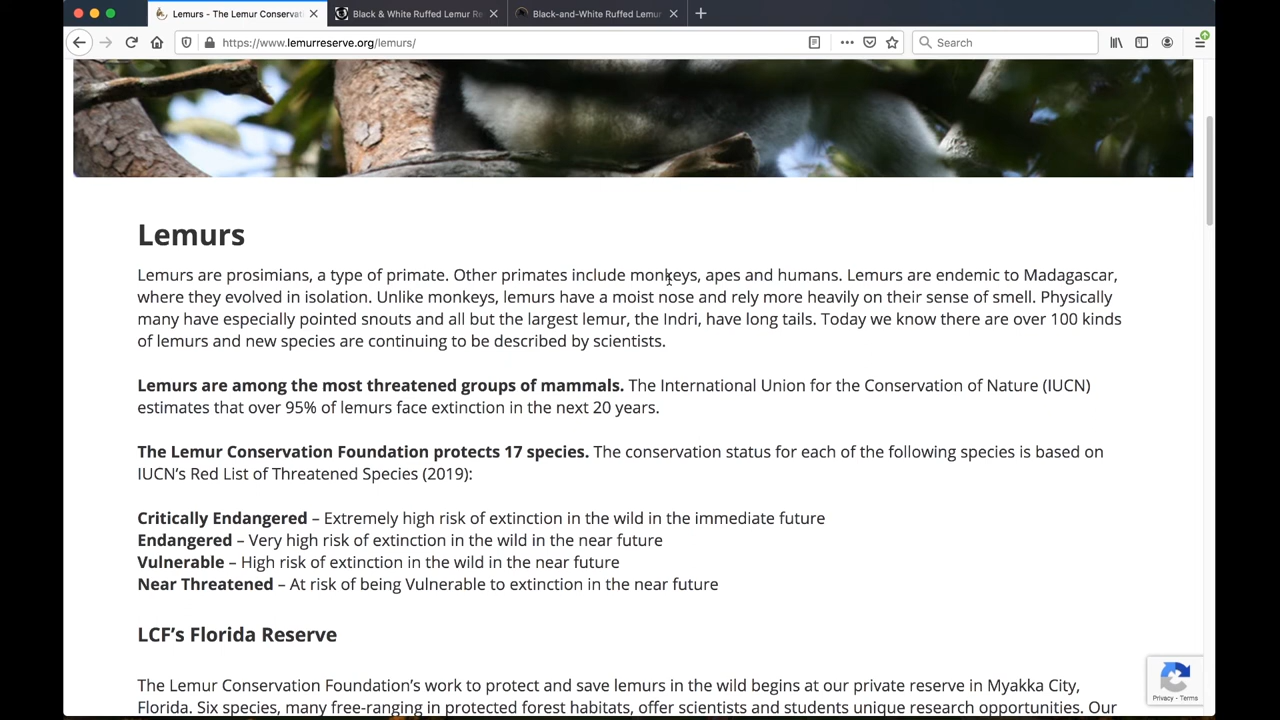 Lemurs - The Lemur Conservati
Black & White Ruffed Lemur Re
Black-and-White Ruffed Lemur
https://www.lemurreserve.org/lemurs/
Search
Lemurs
Lemurs are prosimians, a type of primate. Other primates include monkeys, apes and humans. Lemurs are endemic to Madagascar,
where they evolved in isolation. Unlike monkeys, lemurs have a moist nose and rely more heavily on their sense of smell. Physically
many have especially pointed snouts and all but the largest lemur, the Indri, have long tails. Today we know there are over 100 kinds
of lemurs and new species are continuing to be described by scientists.
Lemurs are among the most threatened groups of mammals. The International Union for the Conservation of Nature (IUCN)
estimates that over 95% of lemurs face extinction in the next 20 years.
The Lemur Conservation Foundation protects 17 species. The conservation status for each of the following species is based on
IUCN's Red List of Threatened Species (2019):
Critically Endangered – Extremely high risk of extinction in the wild in the immediate future
Endangered – Very high risk of extinction in the wild in the near future
Vulnerable – High risk of extinction in the wild in the near future
Near Threatened – At risk of being Vulnerable to extinction in the near future
LCF's Florida Reserve
The Lemur Conservation Foundation's work to protect and save lemurs in the wild begins at our private reserve in Myakka City,
Florida. Six species, many free-ranging in protected forest habitats, offer scientists and students unique research opportunities. Our
Privacy - Terms